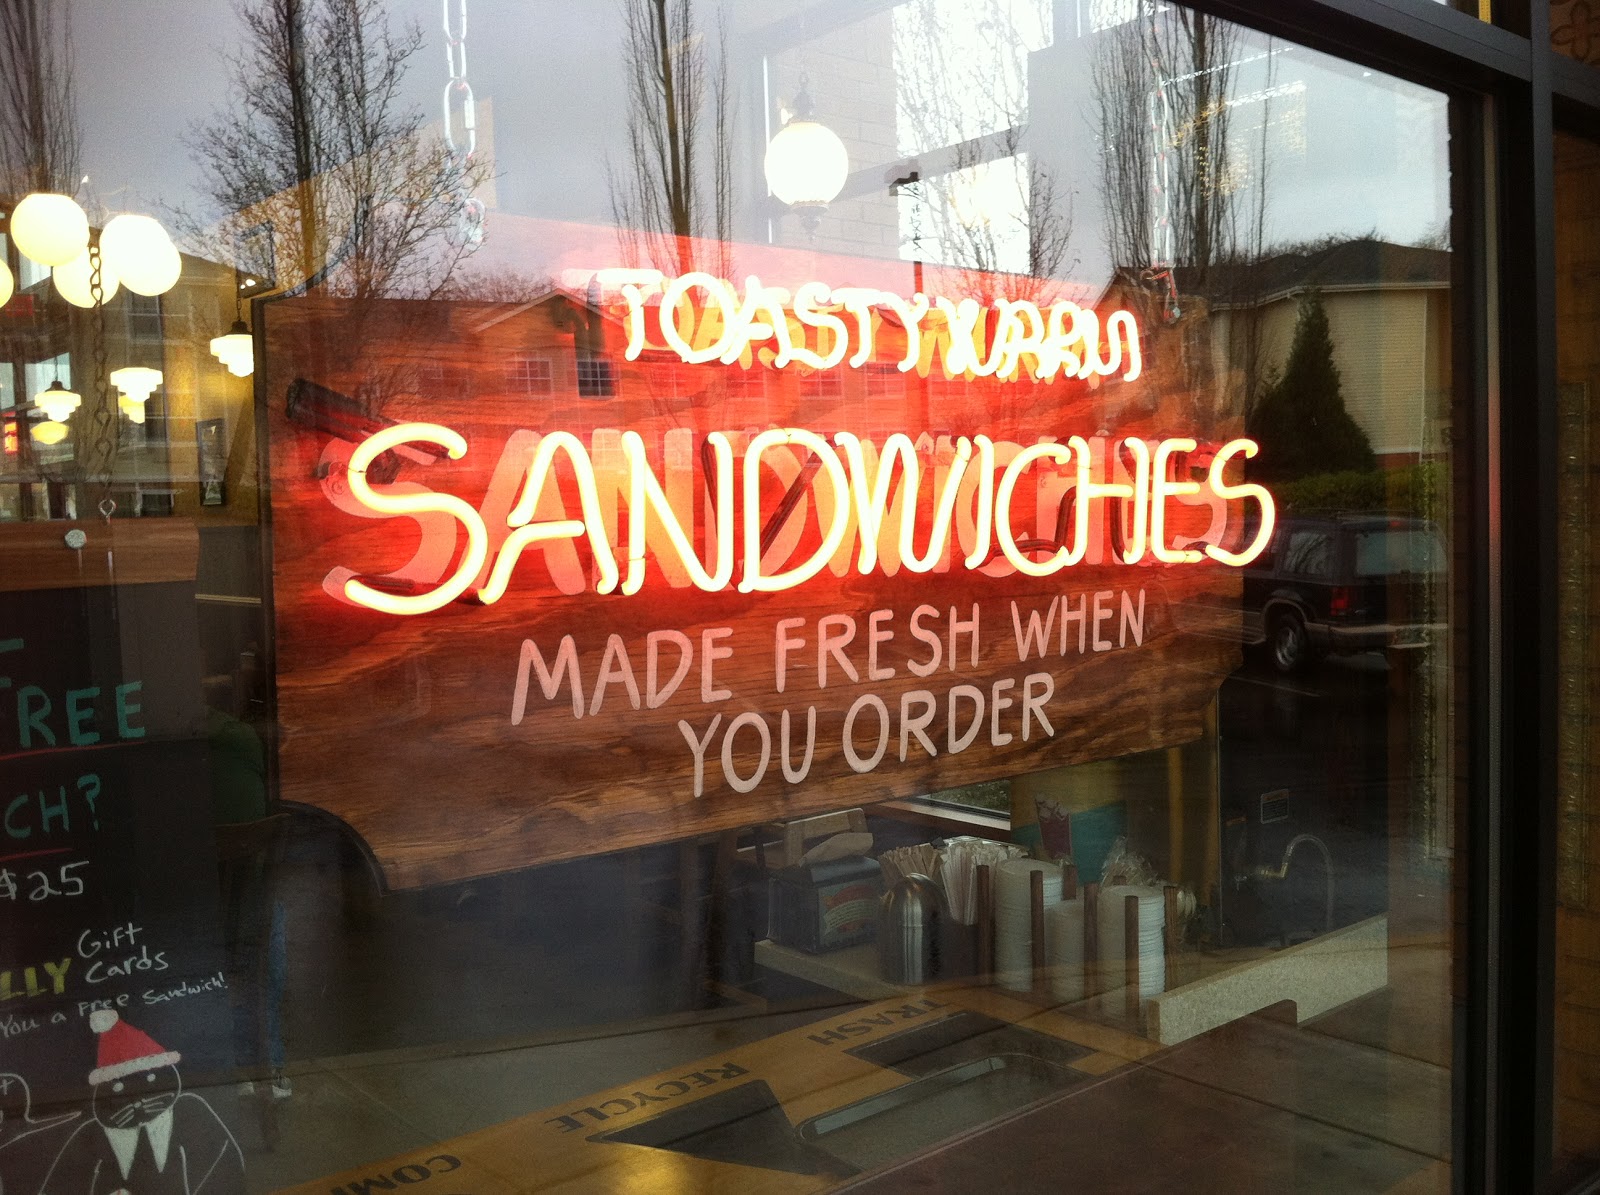 TOASTY WARM
SANDWICHES
MADE FRESH WHEN
YOU ORDER
REE
CH?
$25
Gift
LLY Cards
You a Free Sandwich!
TRASH
RECYCLE
COMP